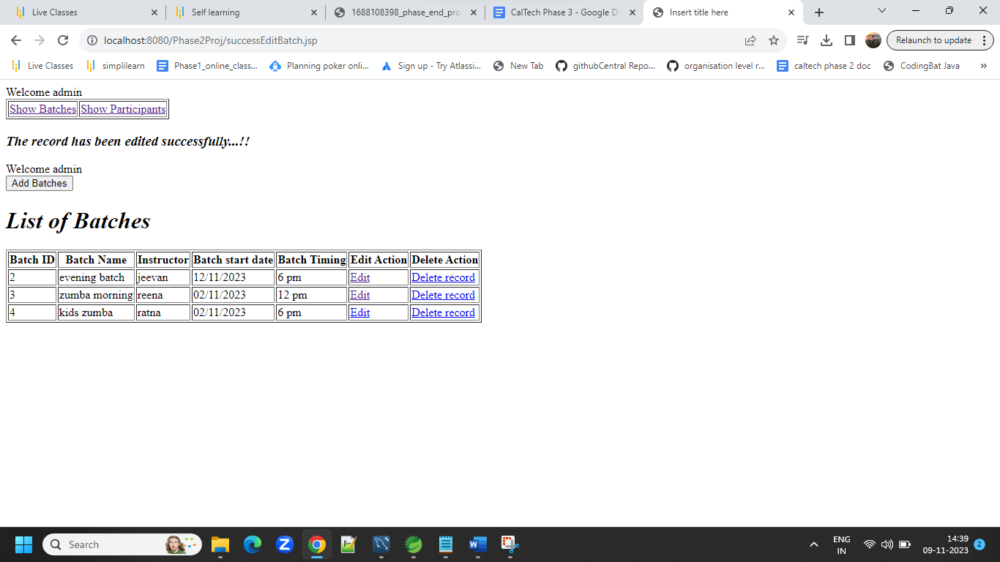 Live Classes Self learning 1688108398_phase_end_pro CalTech Phase 3 - Google Do Insert title here
localhost:8080/Phase2Proj/successEditBatch.jsp Relaunch to update
Live Classes simplilearn Phase1_online_class... Planning poker onli... Sign up - Try Atlassi... New Tab githubCentral Repo... organisation level r... caltech phase 2 doc CodingBat Java »
Welcome admin
Show Batches Show Participants
The record has been edited successfully...!!
Welcome admin
Add Batches
List of Batches
Batch ID Batch Name Instructor Batch start date Batch Timing Edit Action Delete Action
2 evening batch jeevan 12/11/2023 6 pm Edit Delete record
3 zumba morning reena 02/11/2023 12 pm Edit Delete record
4 kids zumba ratna 02/11/2023 6 pm Edit Delete record
Search ENG 14:39
IN 09-11-2023 2